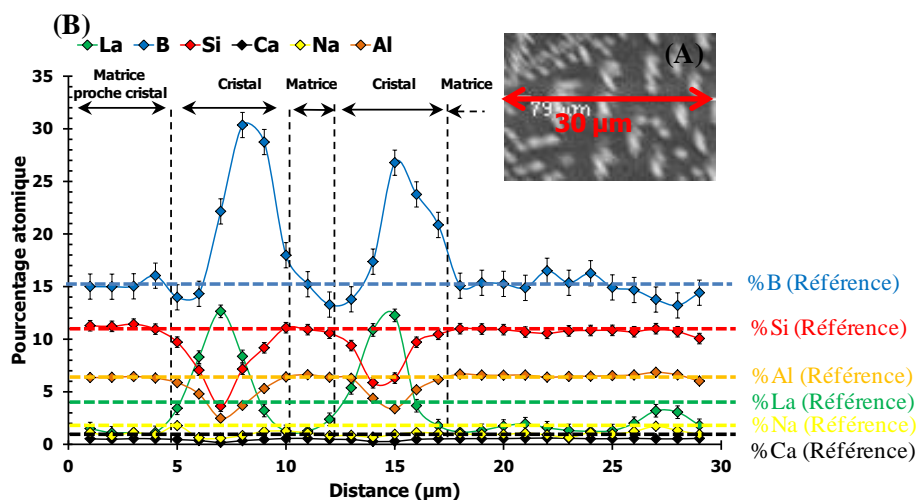 (B)
La B Si Ca Na Al
(A)
79 µm
30 µm
Matrice
proche cristal
Cristal
Matrice
Cristal
Matrice
Pourcentage atomique
35
30
25
20
15
10
5
0
0 5 10 15 20 25 30
Distance (µm)
%B (Référence)
%Si (Référence)
%Al (Référence)
%La (Référence)
%Na (Référence)
%Ca (Référence)